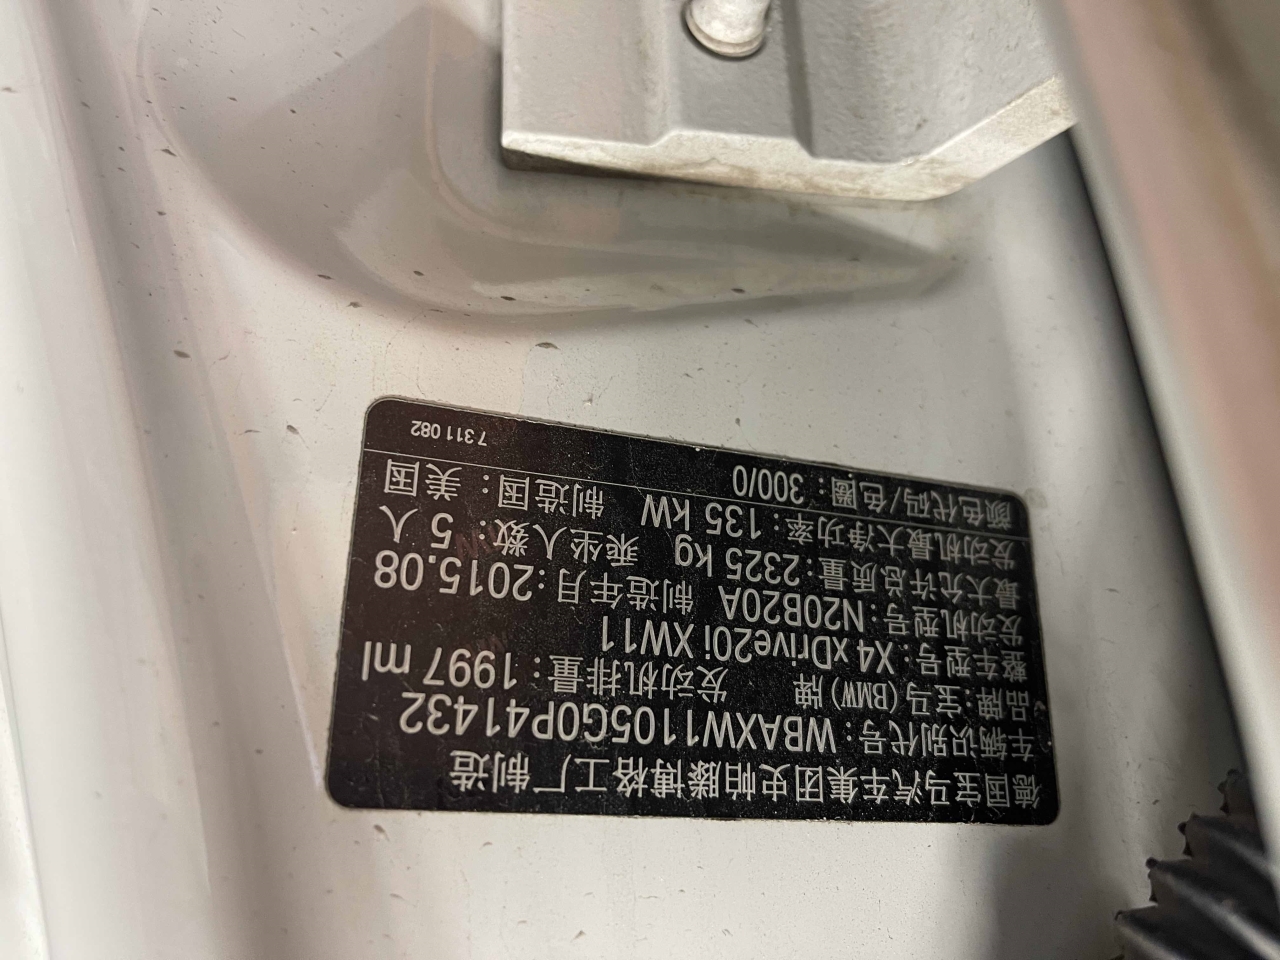 德国宝马汽车集团史帕滕博格工厂制造
车辆识别代号：WBAXW1105G0P41432
品牌：宝马(BMW)牌 发动机排量：1997 ml
整车型号：X4 xDrive20i XW11
发动机型号：N20B20A 制造年月：2015.08
最大允许总质量：2325 kg 乘坐人数：5 人
发动机最大净功率：135 kW 制造国：美国
颜色代码/色圈：300/0
7 311 082